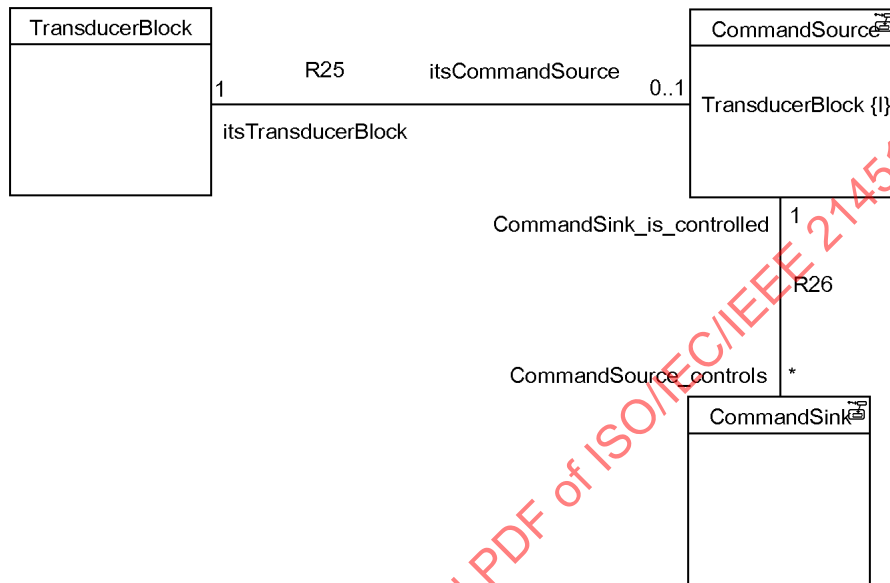 TransducerBlock
CommandSource
R25
itsCommandSource
1
0..1
TransducerBlock {I}
itsTransducerBlock
CommandSink_is_controlled
1
R26
CommandSource_controls
*
CommandSink
PDF of ISO/IEC/IEEE 21451